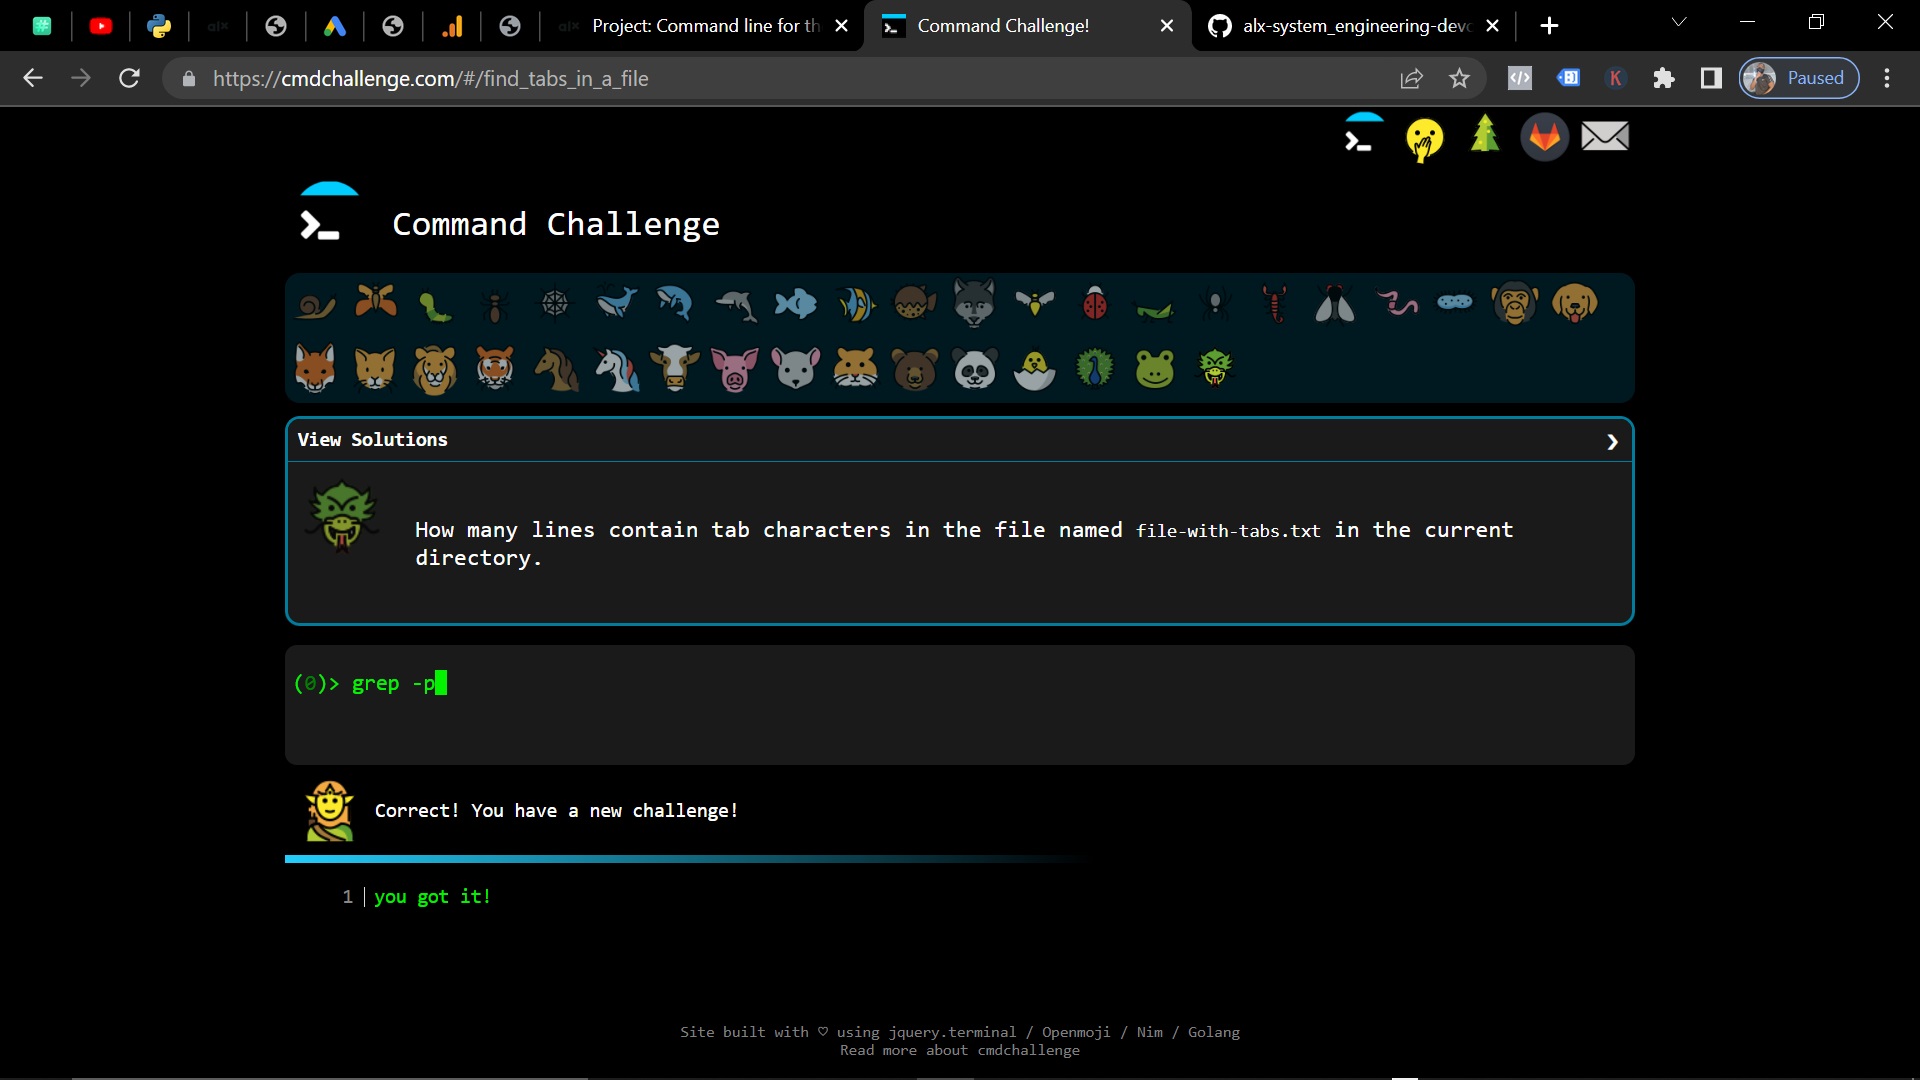 Project: Command line for th
Command Challenge!
alx-system_engineering-devo
https://cmdchallenge.com/#/find_tabs_in_a_file
Paused
Command Challenge
View Solutions
How many lines contain tab characters in the file named file-with-tabs.txt in the current
directory.
(0)> grep -p
Correct! You have a new challenge!
1 you got it!
Site built with ♡ using jquery.terminal / Openmoji / Nim / Golang
Read more about cmdchallenge